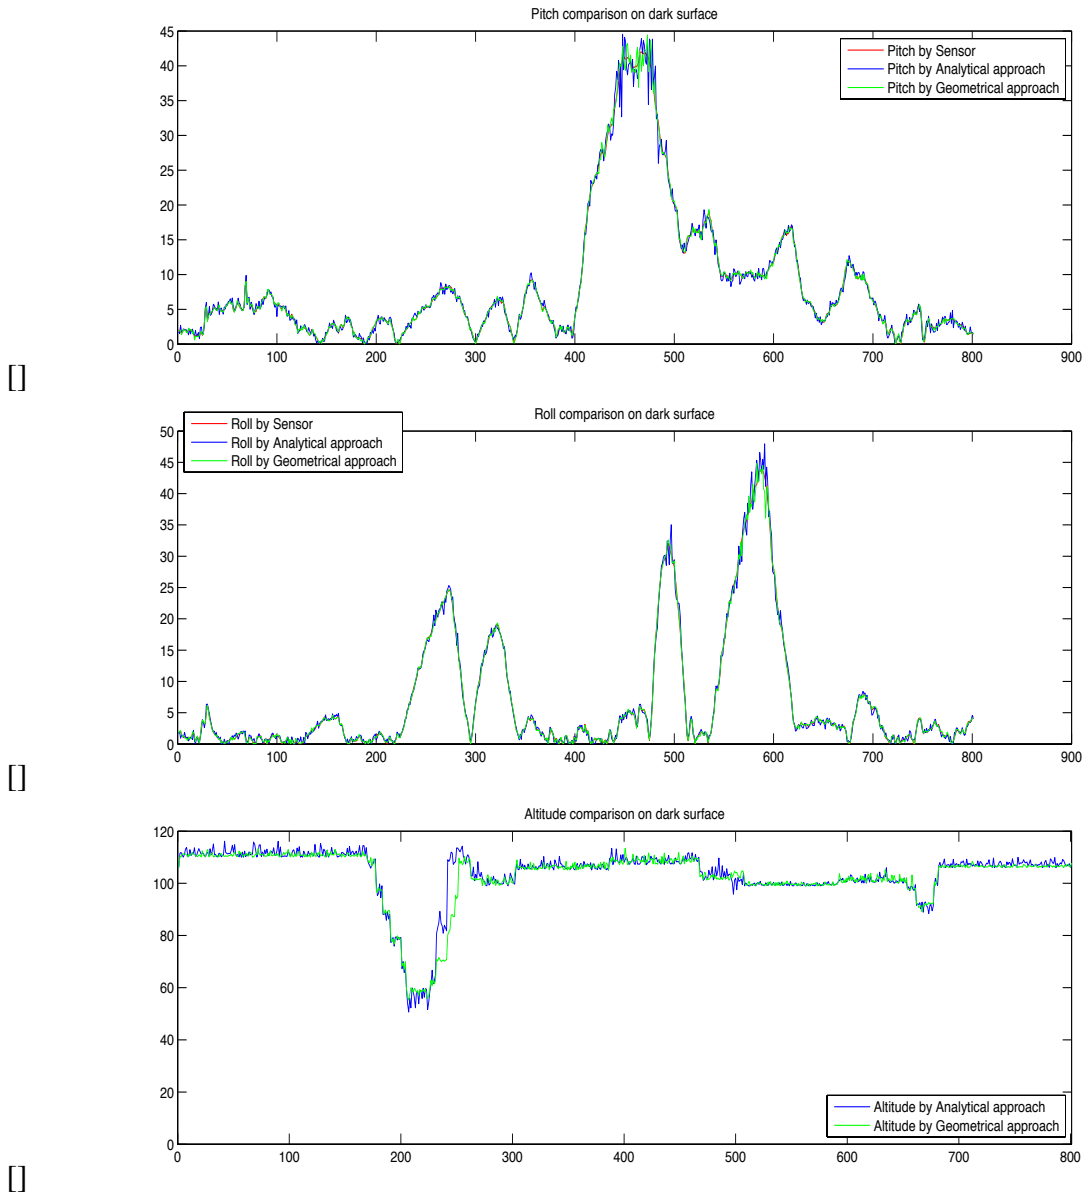 Pitch comparison on dark surface
45
40
35
30
25
20
15
10
5
0
Pitch by Sensor
Pitch by Analytical approach
Pitch by Geometrical approach
0 100 200 300 400 500 600 700 800 900
[]
Roll comparison on dark surface
Roll by Sensor
Roll by Analytical approach
Roll by Geometrical approach
50
45
40
35
30
25
20
15
10
5
0
0 100 200 300 400 500 600 700 800 900
[]
Altitude comparison on dark surface
120
100
80
60
40
20
0
Altitude by Analytical approach
Altitude by Geometrical approach
0 100 200 300 400 500 600 700 800
[]